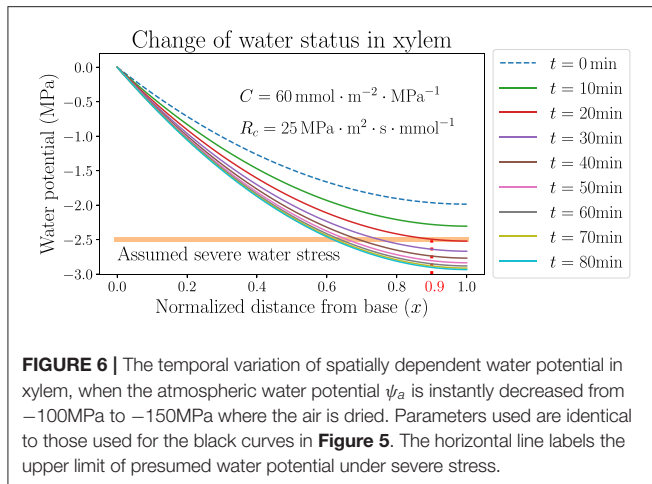 Change of water status in xylem
Water potential (MPa)
0.0
−0.5
−1.0
−1.5
−2.0
−2.5
−3.0
C = 60 mmol · m⁻² · MPa⁻¹
R_c = 25 MPa · m² · s · mmol⁻¹
Assumed severe water stress
0.0 0.2 0.4 0.6 0.8 0.9 1.0
Normalized distance from base (x)
t = 0 min
t = 10min
t = 20min
t = 30min
t = 40min
t = 50min
t = 60min
t = 70min
t = 80min
FIGURE 6 | The temporal variation of spatially dependent water potential in
xylem, when the atmospheric water potential ψₐ is instantly decreased from
−100MPa to −150MPa where the air is dried. Parameters used are identical
to those used for the black curves in Figure 5. The horizontal line labels the
upper limit of presumed water potential under severe stress.